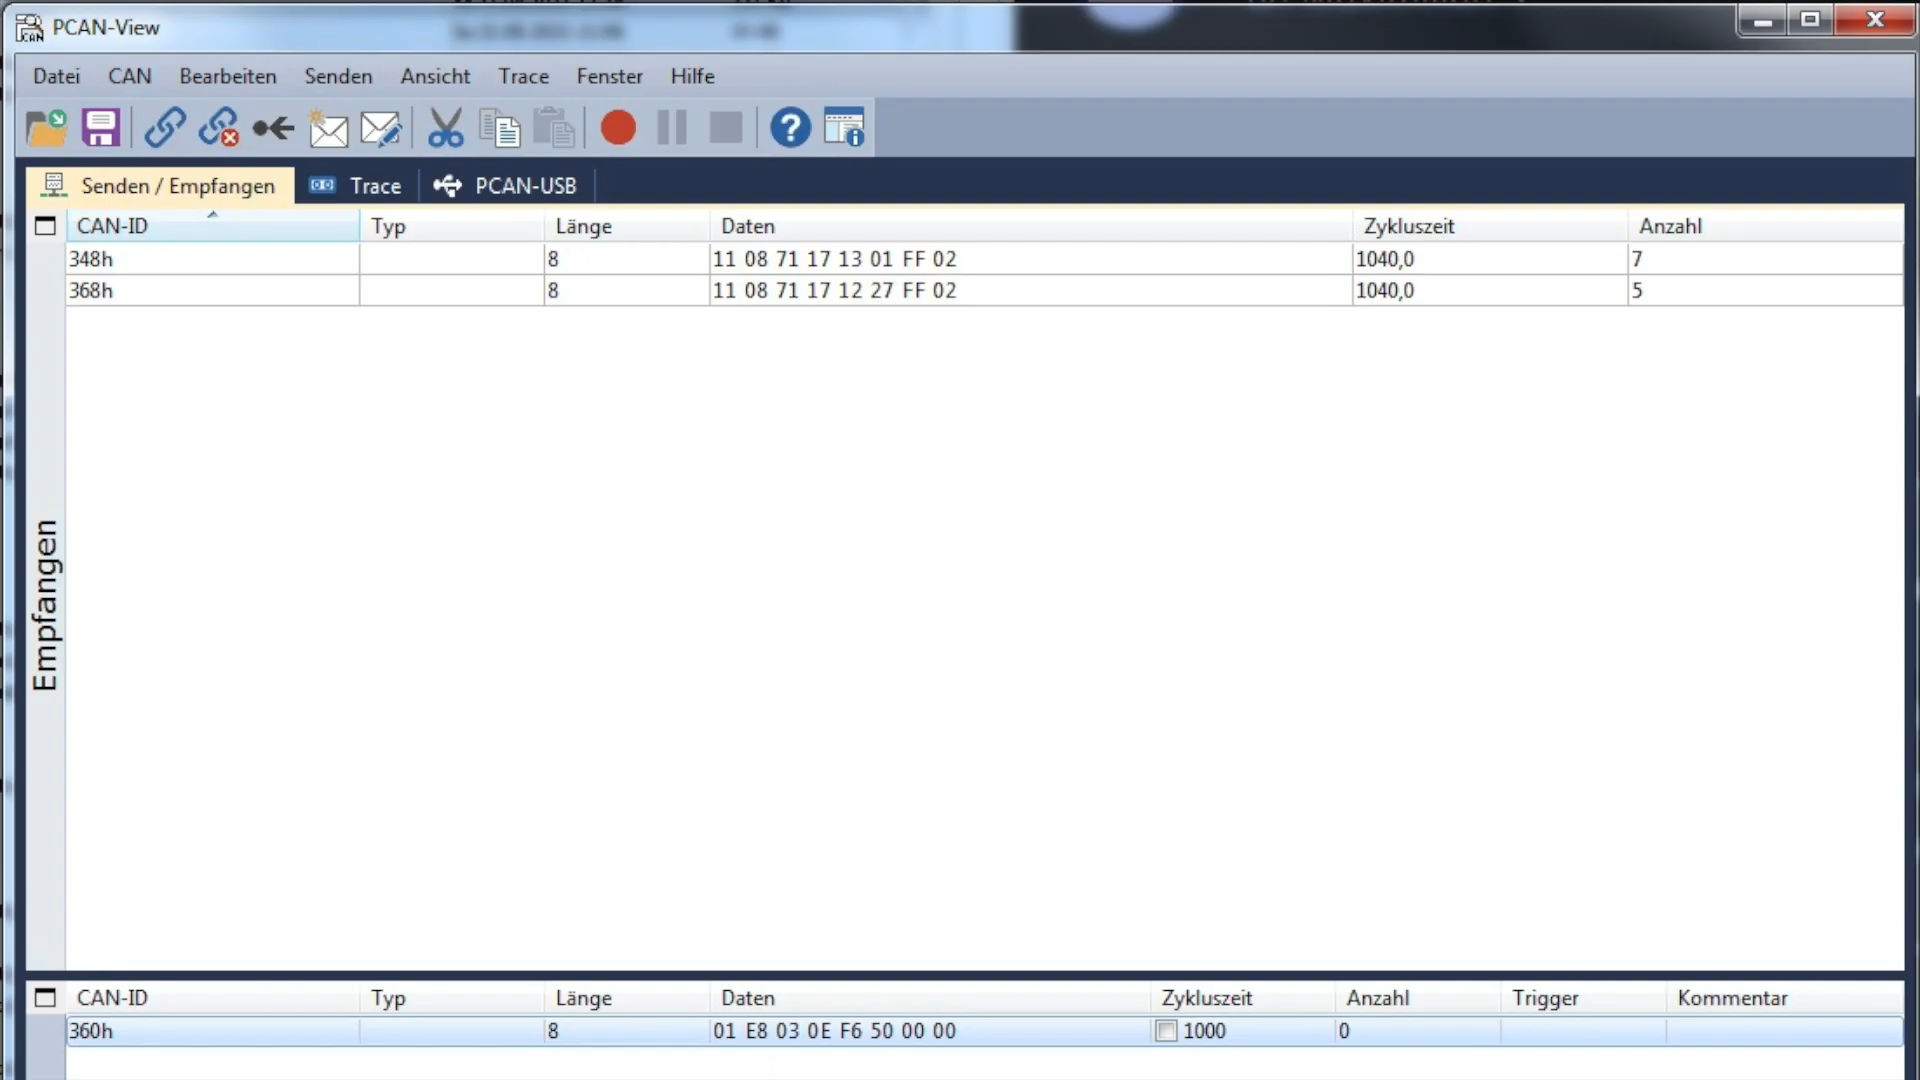 PCAN-View
Datei CAN Bearbeiten Senden Ansicht Trace Fenster Hilfe
Senden / Empfangen Trace PCAN-USB
CAN-ID Typ Länge Daten Zykluszeit Anzahl
348h 8 11 08 71 17 13 01 FF 02 1040,0 7
368h 8 11 08 71 17 12 27 FF 02 1040,0 5
Empfangen
CAN-ID Typ Länge Daten Zykluszeit Anzahl Trigger Kommentar
360h 8 01 E8 03 0E F6 50 00 00 1000 0